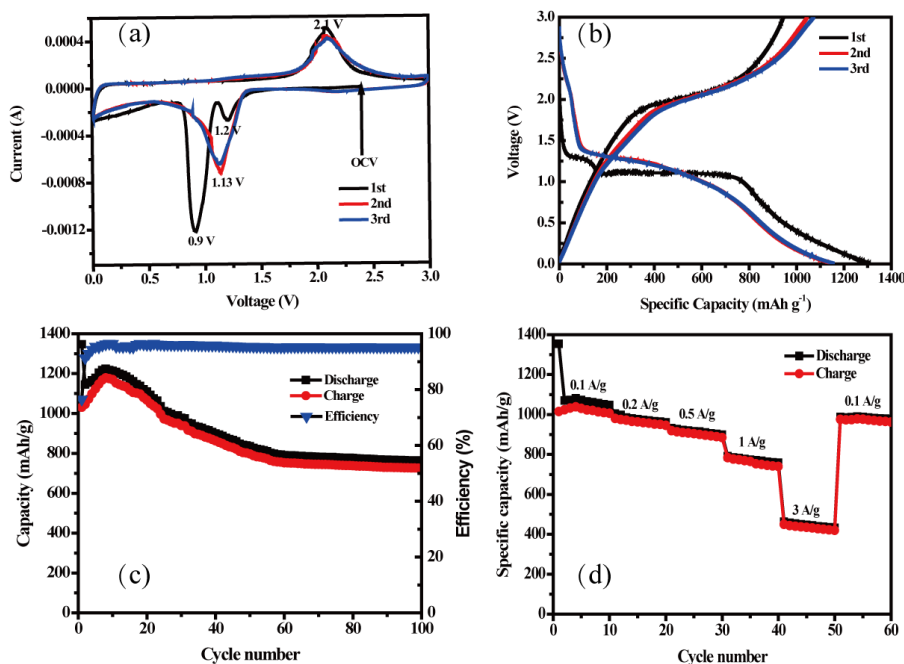 (a)
2.1 V
0.0004
0.0000
-0.0004
-0.0008
-0.0012
Current (A)
1.2 V
OCV
1.13 V
0.9 V
1st
2nd
3rd
0.0 0.5 1.0 1.5 2.0 2.5 3.0
Voltage (V)
(b)
3.0
2.5
2.0
1.5
1.0
0.5
0.0
Voltage (V)
1st
2nd
3rd
0 200 400 600 800 1000 1200 1400
Specific Capacity (mAh g⁻¹)
1400
1200
1000
800
600
400
200
0
Capacity (mAh/g)
Discharge
Charge
Efficiency
100
80
60
40
20
0
Efficiency (%)
(c)
0 20 40 60 80 100
Cycle number
1400
1200
1000
800
600
400
200
0
Specific capacity (mAh/g)
Discharge
Charge
0.1 A/g
0.2 A/g
0.5 A/g
1 A/g
3 A/g
0.1 A/g
(d)
0 10 20 30 40 50 60
Cycle number